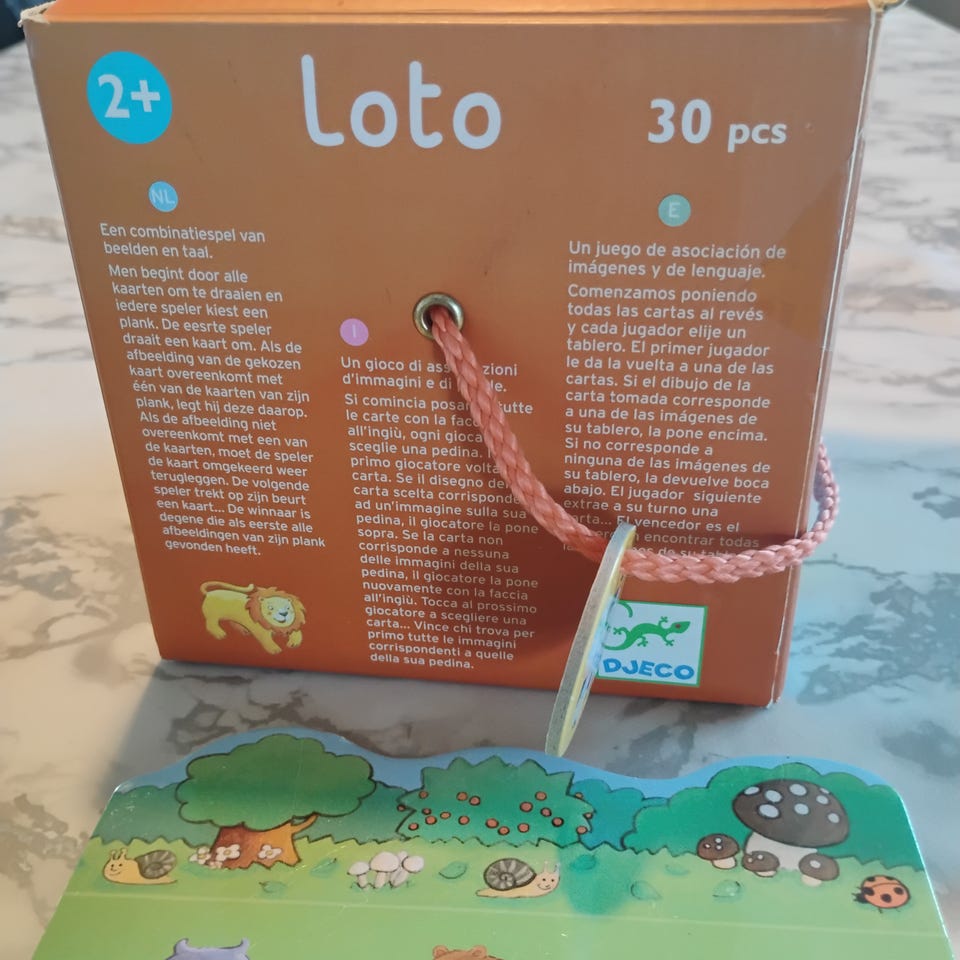 2+
Loto
30 pcs
NL
Een combinatiespel van
beelden en taal.
Men begint door alle
kaarten om te draaien en
iedere speler kiest een
plank. De eesrte speler
draait een kaart om. Als de
afbeelding van de gekozen
kaart overeenkomt met
één van de kaarten van zijn
plank, legt hij deze daarop.
Als de afbeelding niet
overeenkomt met een van
de kaarten, moet de speler
de kaart omgekeerd weer
terugleggen. De volgende
speler trekt op zijn beurt
een kaart... De winnaar is
degene die als eerste alle
afbeeldingen van zijn plank
gevonden heeft.
I
Un gioco di
d'immagini e di
Si comincia tutte
le carte con la
all'ingiù, ogni
sceglie una pedina.
primo giocatore
carta. Se il disegno
carta scelta corrisponde
ad un'immagine sulla sua
pedina, il giocatore la pone
sopra. Se la carta non
corrisponde a nessuna
delle immagini della sua
pedina, il giocatore la pone
nuovamente con la faccia
all'ingiù. Tocca al prossimo
giocatore a scegliere una
carta... Vince chi trova per
primo tutte le immagini
corrispondenti a quelle
della sua pedina.
E
Un juego de asociación de
imágenes y de lenguaje.
Comenzamos poniendo
todas las cartas al revés
y cada jugador elije un
tablero. El primer jugador
le da la vuelta a una de las
cartas. Si el dibujo de la
carta tomada corresponde
a una de las imágenes de
su tablero, la pone encima.
Si no corresponde a
ninguna de las imágenes de
su tablero, la devuelve boca
abajo. El jugador siguiente
extrae a su turno una
carta... El vencedor es el
encontrar todas
de su
DJECO